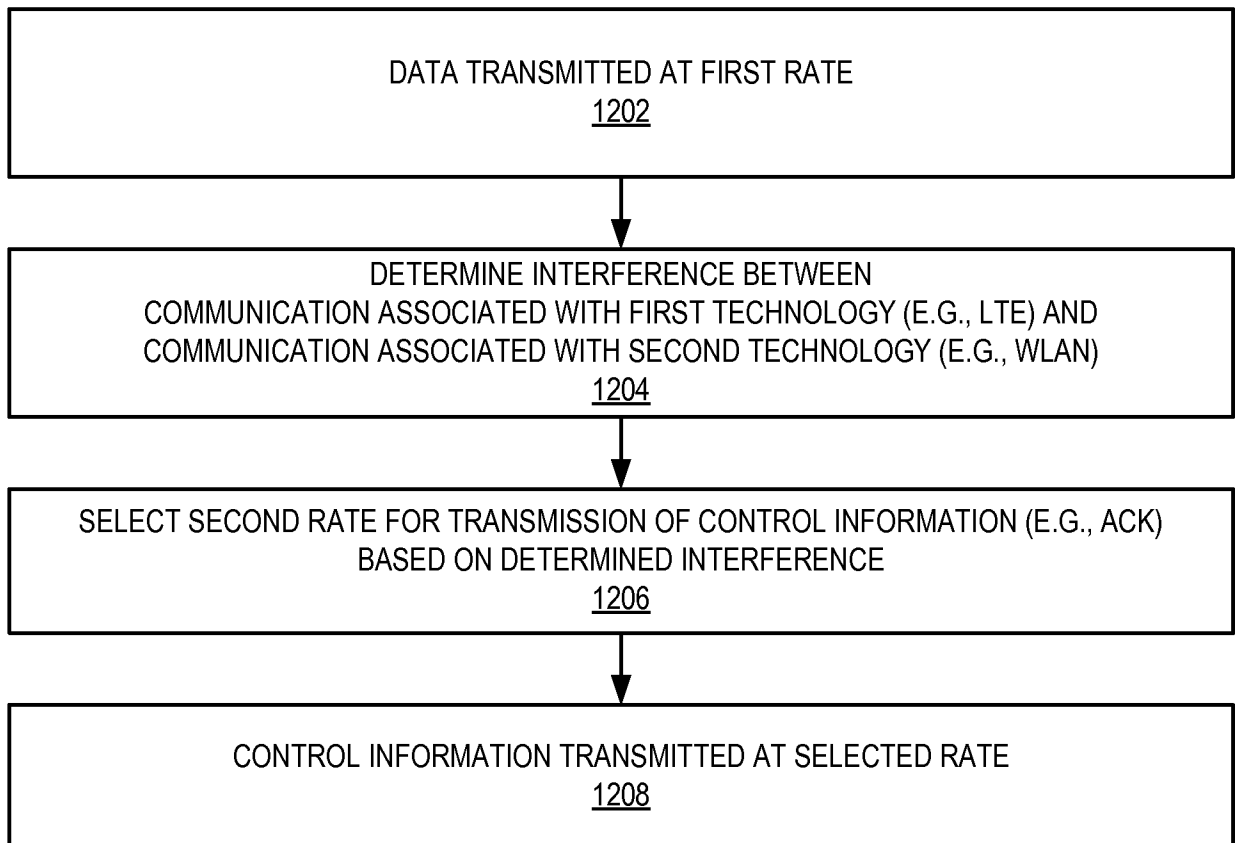 DATA TRANSMITTED AT FIRST RATE
1202
DETERMINE INTERFERENCE BETWEEN
COMMUNICATION ASSOCIATED WITH FIRST TECHNOLOGY (E.G., LTE) AND
COMMUNICATION ASSOCIATED WITH SECOND TECHNOLOGY (E.G., WLAN)
1204
SELECT SECOND RATE FOR TRANSMISSION OF CONTROL INFORMATION (E.G., ACK)
BASED ON DETERMINED INTERFERENCE
1206
CONTROL INFORMATION TRANSMITTED AT SELECTED RATE
1208